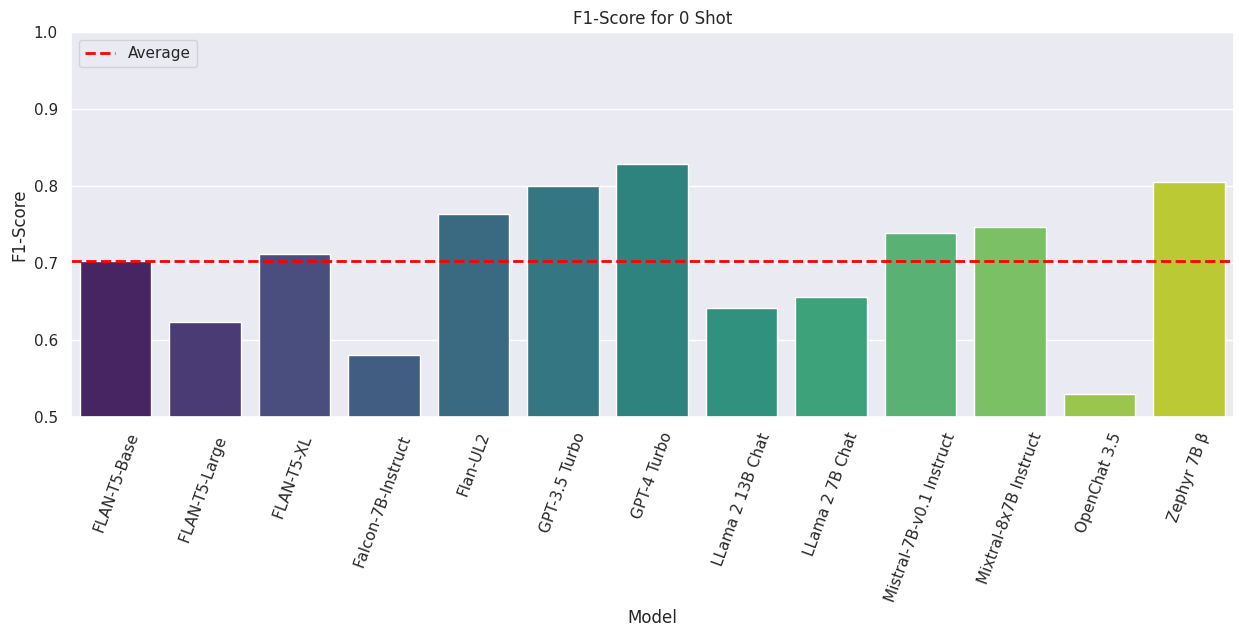 F1-Score for 0 Shot
Average
F1-Score
1.0
0.9
0.8
0.7
0.6
0.5
FLAN-T5-Base
FLAN-T5-Large
FLAN-T5-XL
Falcon-7B-Instruct
Flan-UL2
GPT-3.5 Turbo
GPT-4 Turbo
LLama 2 13B Chat
LLama 2 7B Chat
Mistral-7B-v0.1 Instruct
Mixtral-8x7B Instruct
OpenChat 3.5
Zephyr 7B β
Model